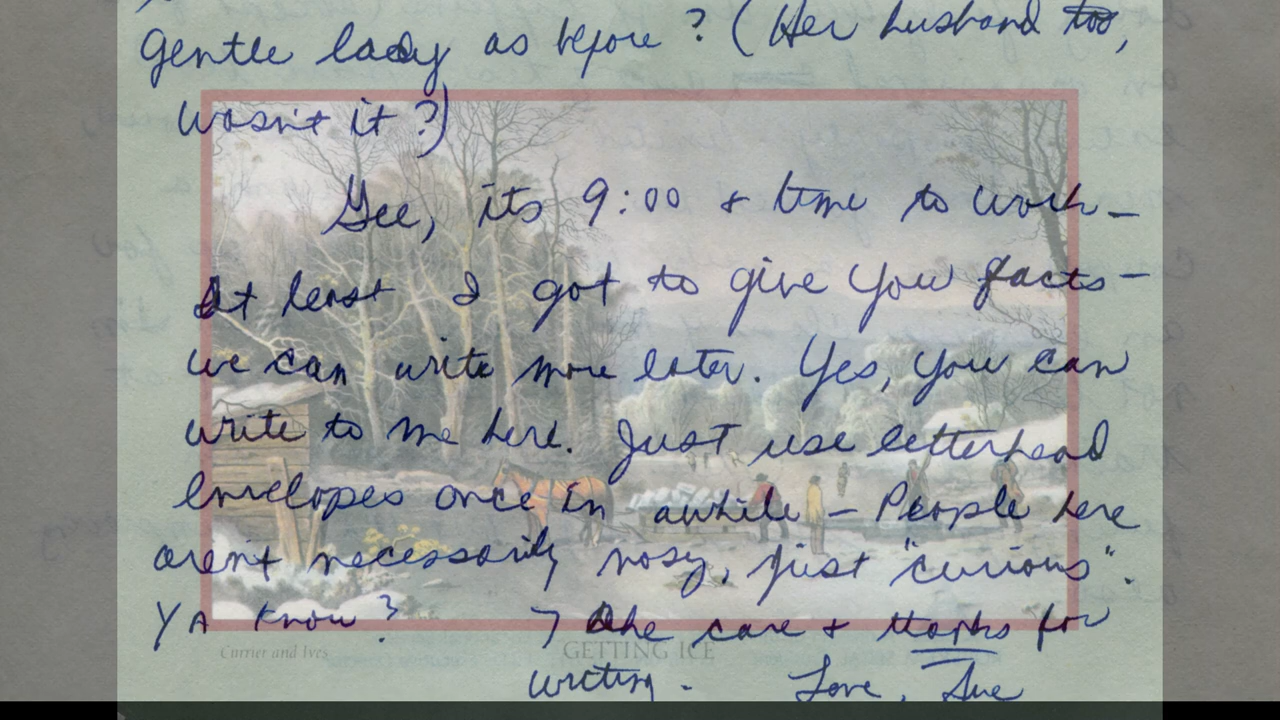 gentle lady as before? (Her husband too,
wasn't it?)
Gee, its 9:00 & time to work—
At least I got to give you facts—
we can write more later. Yes, you can
write to me here. Just use letterhead
envelopes once in awhile — People here
aren't necessarily nosy, just "curious".
YA know? Take care & thanks for
Currier and Ives GETTING ICE
writing. Love, Sue